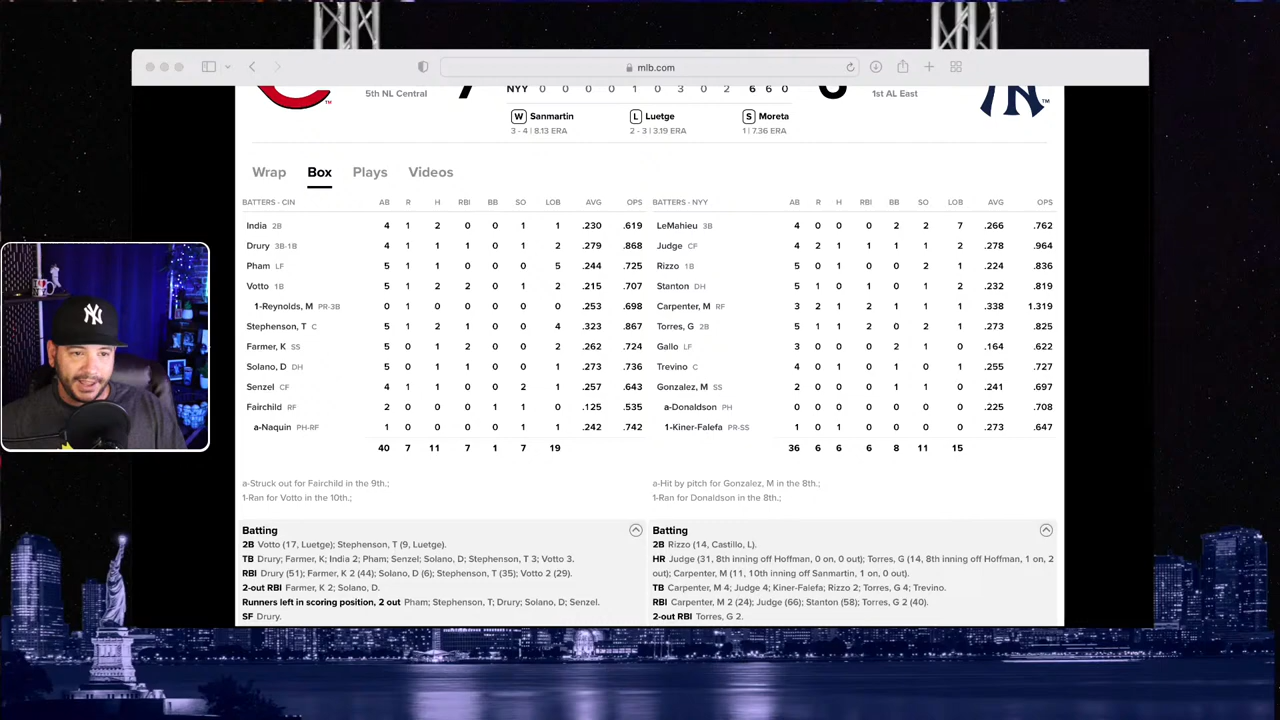 mlb.com
5th NL Central 7 NYY 0 0 0 0 1 0 3 0 2 6 6 0 6 1st AL East
W Sanmartin L Luetge S Moreta
3 - 4 | 8.13 ERA 2 - 3 | 3.19 ERA 1 | 7.36 ERA
Wrap Box Plays Videos
BATTERS - CIN AB R H RBI BB SO LOB AVG OPS BATTERS - NYY AB R H RBI BB SO LOB AVG OPS
India 2B 4 1 2 0 0 1 1 .230 .619 LeMahieu 3B 4 0 0 0 2 2 7 .266 .762
Drury 3B-1B 4 1 1 1 0 1 2 .279 .868 Judge CF 4 2 1 1 1 2 1 .278 .964
Pham LF 5 1 1 0 0 0 5 .244 .725 Rizzo 1B 5 0 1 0 0 2 1 .224 .836
Votto 1B 5 1 2 2 0 1 2 .215 .707 Stanton DH 5 0 1 1 0 1 2 .232 .819
1-Reynolds, M PR-3B 0 1 0 0 0 0 0 .253 .698 Carpenter, M RF 3 2 1 2 1 1 1 .338 1.319
Stephenson, T C 5 1 2 1 0 0 4 .323 .867 Torres, G 2B 5 1 1 2 0 2 1 .273 .825
Farmer, K SS 5 0 1 2 0 0 2 .262 .724 Gallo LF 3 0 0 0 2 1 0 .164 .622
Solano, D DH 5 0 1 1 0 0 1 .273 .736 Trevino C 4 0 1 0 0 0 1 .255 .727
Senzel CF 4 1 1 0 0 2 0 .257 .643 Gonzalez, M SS 2 0 0 0 1 1 0 .241 .697
Fairchild RF 2 0 0 0 1 1 0 .125 .535 a-Donaldson PH 0 0 0 0 0 0 0 .225 .708
a-Naquin PH-RF 1 0 0 0 0 1 1 .242 .742 1-Kiner-Falefa PR-SS 1 0 1 0 0 0 0 .273 .647
40 7 11 7 1 7 19 36 6 6 6 8 11 15
a-Struck out for Fairchild in the 9th.; a-Hit by pitch for Gonzalez, M in the 8th.;
1-Ran for Votto in the 10th.; 1-Ran for Donaldson in the 8th.;
Batting Batting
2B Votto (17, Luetge); Stephenson, T (9, Luetge). 2B Rizzo (14, Castillo, L).
TB Drury; Farmer, K; India 2; Pham; Senzel; Solano, D; Stephenson, T 3; Votto 3. HR Judge (31, 8th inning off Hoffman, 0 on, 0 out); Torres, G (14, 8th inning off Hoffman, 1 on, 2
RBI Drury (51); Farmer, K 2 (44); Solano, D (6); Stephenson, T (35); Votto 2 (29). out); Carpenter, M (11, 10th inning off Sanmartin, 1 on, 0 out).
2-out RBI Farmer, K 2; Solano, D. TB Carpenter, M 4; Judge 4; Kiner-Falefa; Rizzo 2; Stanton; Torres, G 4; Trevino.
Runners left in scoring position, 2 out Pham; Stephenson, T; Drury; Solano, D; Senzel. RBI Carpenter, M 2 (24); Judge (66); Stanton (58); Torres, G 2 (40).
SF Drury. 2-out RBI Torres, G 2.